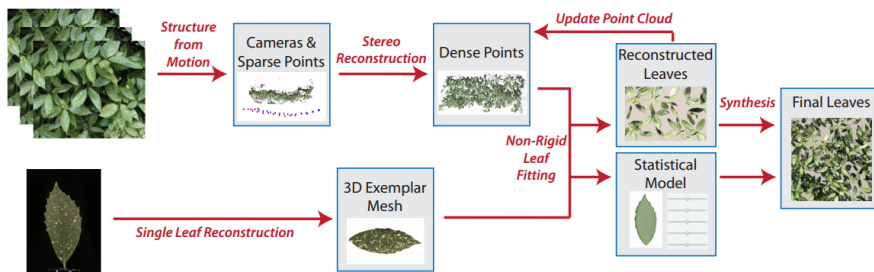 Structure
from
Motion
Cameras &
Sparse Points
Stereo
Reconstruction
Dense Points
Update Point Cloud
Reconstructed
Leaves
Synthesis
Final Leaves
Non-Rigid
Leaf
Fitting
Statistical
Model
Single Leaf Reconstruction
3D Exemplar
Mesh